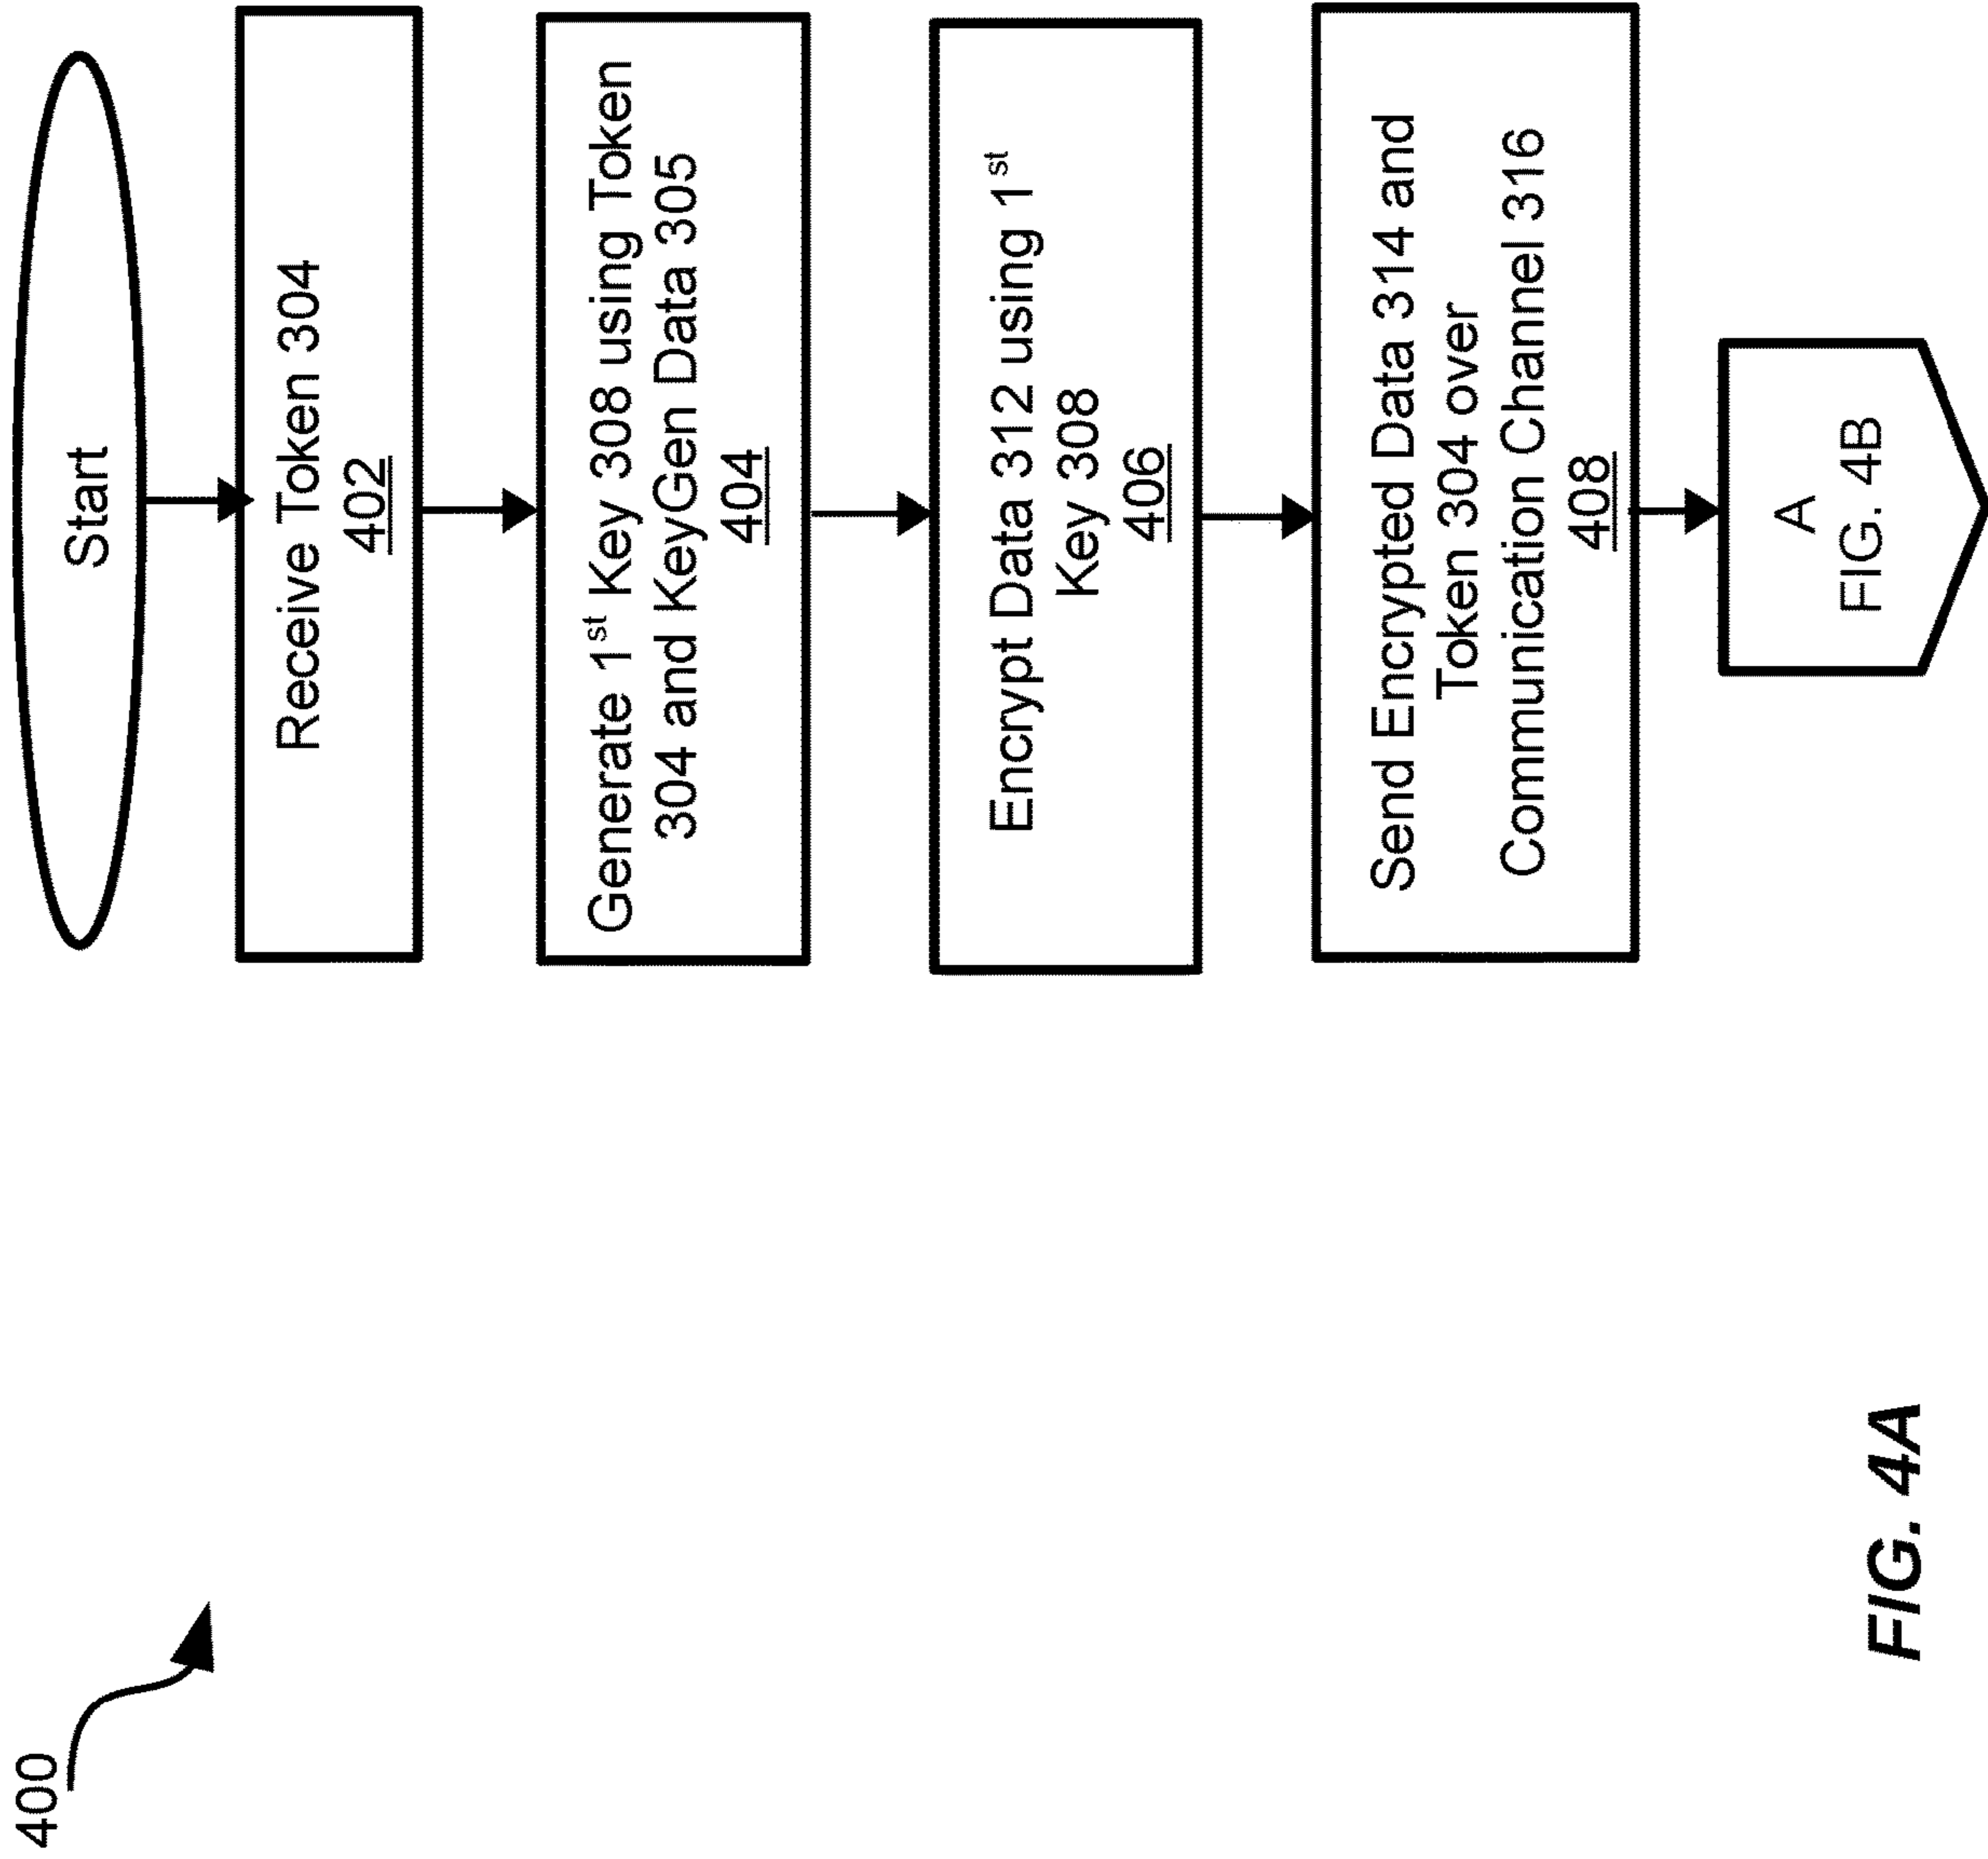 400
Start
Receive Token 304
402
Generate 1st Key 308 using Token
304 and KeyGen Data 305
404
Encrypt Data 312 using 1st
Key 308
406
Send Encrypted Data 314 and
Token 304 over
Communication Channel 316
408
A
FIG. 4B
FIG. 4A